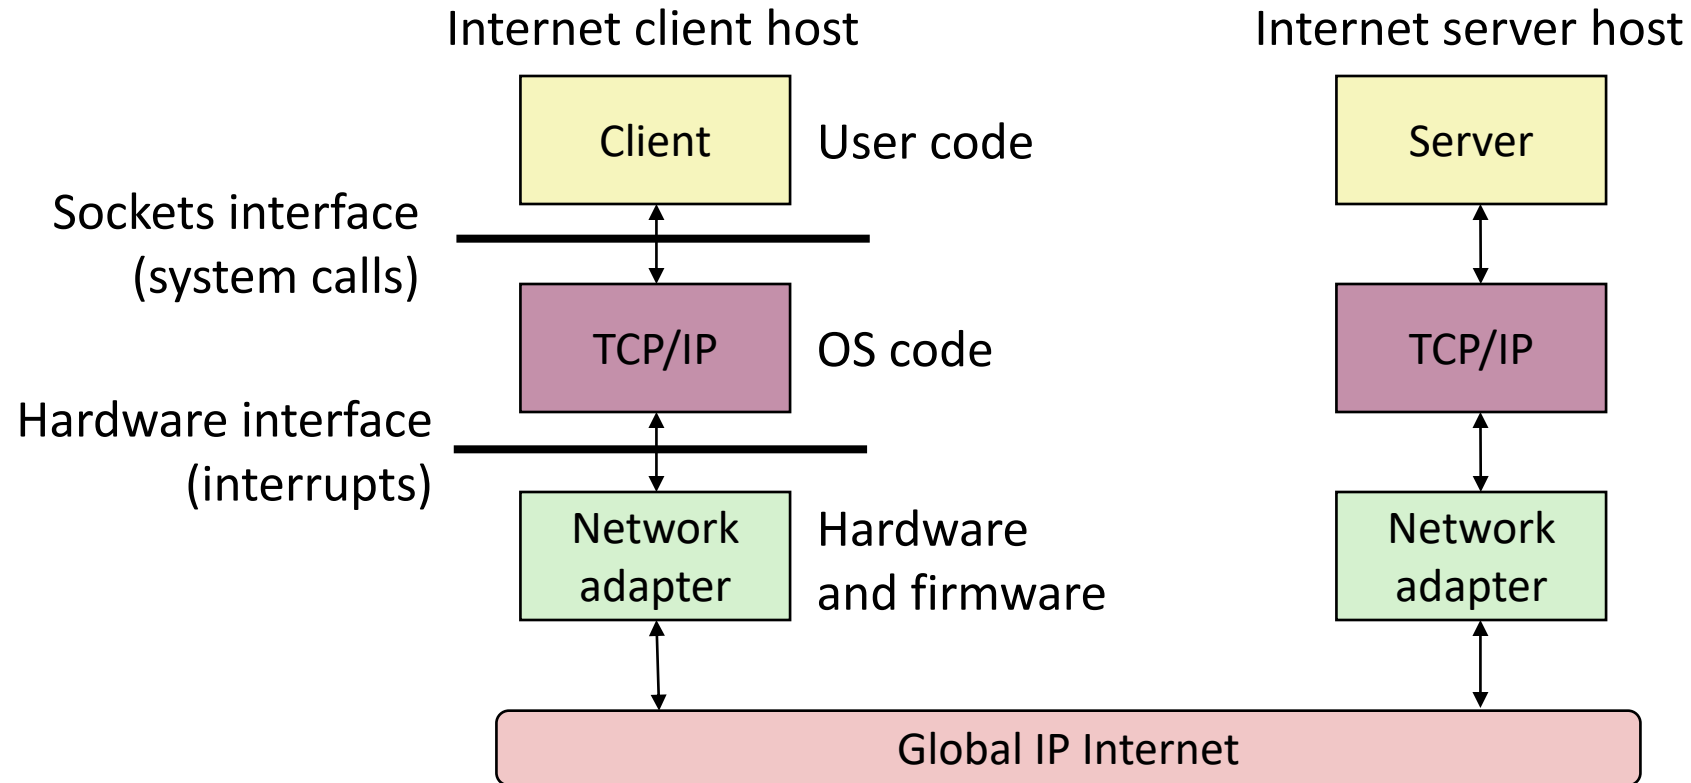 Internet client host
Internet server host
Client
User code
Server
Sockets interface
(system calls)
TCP/IP
OS code
TCP/IP
Hardware interface
(interrupts)
Network
adapter
Hardware
and firmware
Network
adapter
Global IP Internet